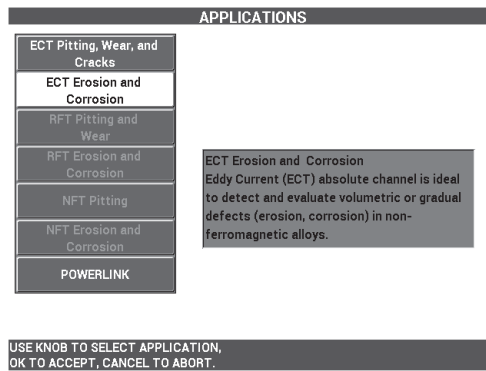 APPLICATIONS
ECT Pitting, Wear, and
Cracks
ECT Erosion and
Corrosion
RFT Pitting and
Wear
RFT Erosion and
Corrosion
NFT Pitting
NFT Erosion and
Corrosion
POWERLINK
ECT Erosion and Corrosion
Eddy Current (ECT) absolute channel is ideal
to detect and evaluate volumetric or gradual
defects (erosion, corrosion) in non-
ferromagnetic alloys.
USE KNOB TO SELECT APPLICATION,
OK TO ACCEPT, CANCEL TO ABORT.